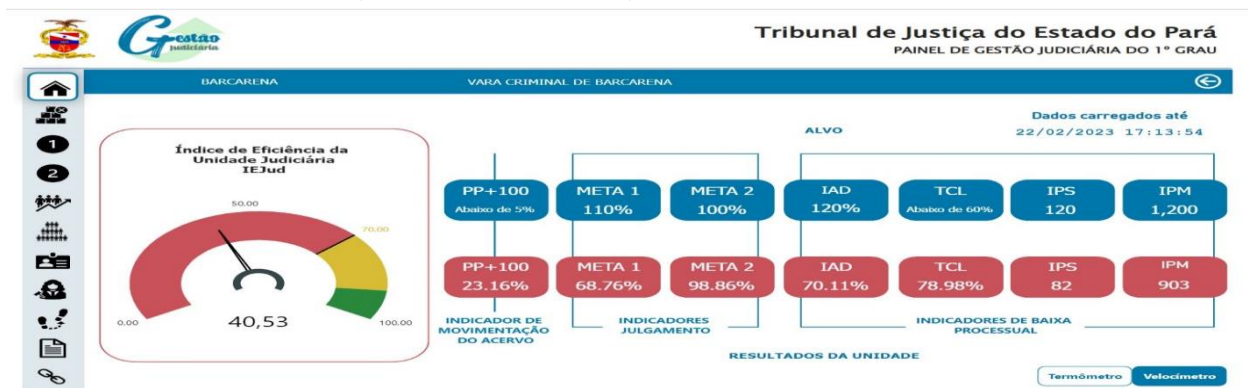 Gestão
judiciária
Tribunal de Justiça do Estado do Pará
PAINEL DE GESTÃO JUDICIÁRIA DO 1º GRAU
BARCARENA
VARA CRIMINAL DE BARCARENA
Dados carregados até
22/02/2023 17:13:54
ALVO
1
2
Índice de Eficiência da
Unidade Judiciária
IEJud
50.00
70.00
0.00
40,53
100.00
PP+100
Abaixo de 5%
META 1
110%
META 2
100%
IAD
120%
TCL
Abaixo de 60%
IPS
120
IPM
1,200
PP+100
23.16%
META 1
68.76%
META 2
98.86%
IAD
70.11%
TCL
78.98%
IPS
82
IPM
903
INDICADOR DE
MOVIMENTAÇÃO
DO ACERVO
INDICADORES
JULGAMENTO
INDICADORES DE BAIXA
PROCESSUAL
RESULTADOS DA UNIDADE
Termômetro
Velocímetro